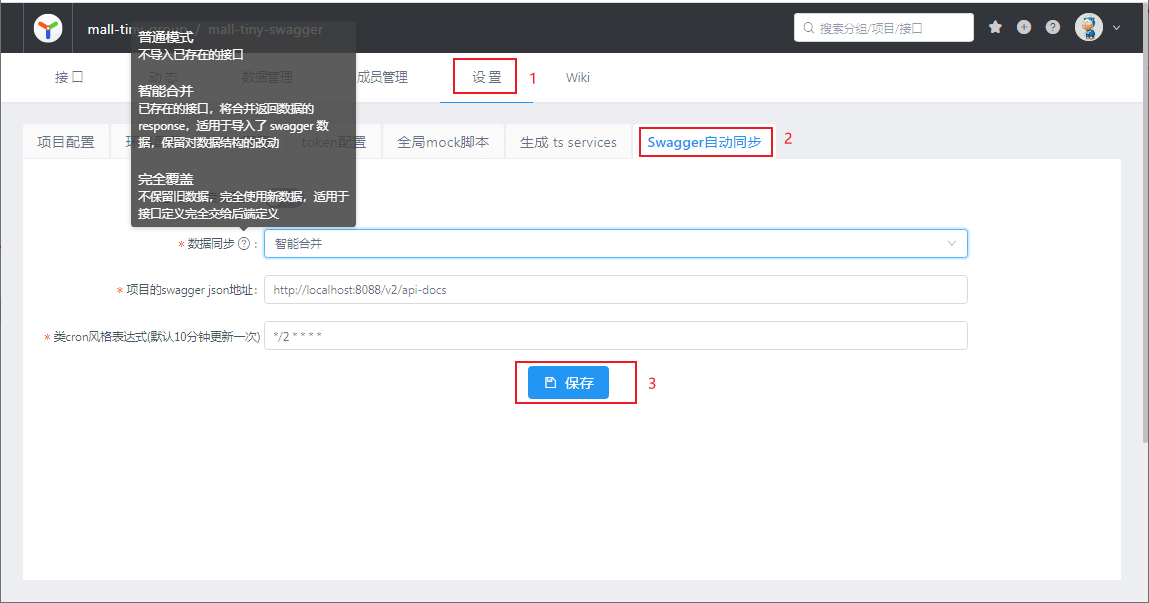 mall-tiny-group / mall-tiny-swagger
搜索分组/项目/接口
接口
动态
数据管理
成员管理
设置
1
Wiki
普通模式
不导入已存在的接口
智能合并
已存在的接口，将合并返回数据的
response，适用于导入了 swagger 数
据，保留对数据结构的改动
完全覆盖
不保留旧数据，完全使用新数据，适用于
接口定义完全交给后端定义
项目配置
token配置
全局mock脚本
生成 ts services
Swagger自动同步
2
* 数据同步 ? :
智能合并
* 项目的swagger json地址:
http://localhost:8088/v2/api-docs
* 类cron风格表达式(默认10分钟更新一次)
*/2 * * * *
保存
3